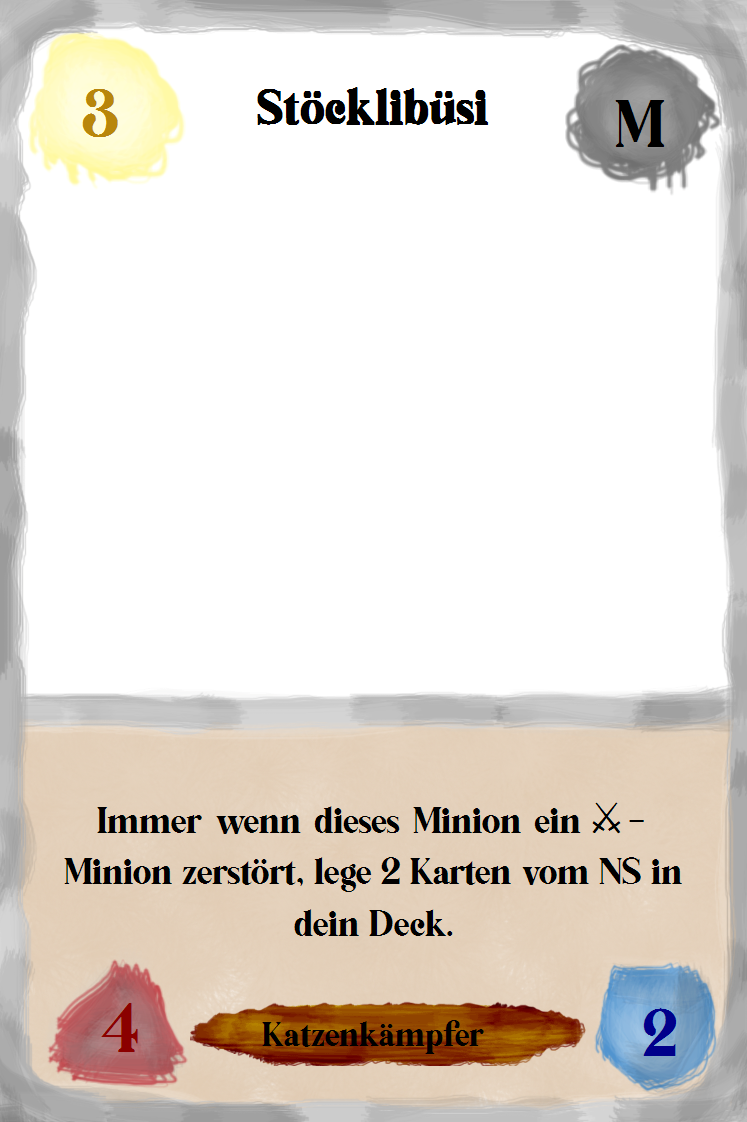 3
Stöcklibüsi
M
Immer wenn dieses Minion ein ⚔-
Minion zerstört, lege 2 Karten vom NS in
dein Deck.
4
Katzenkämpfer
2